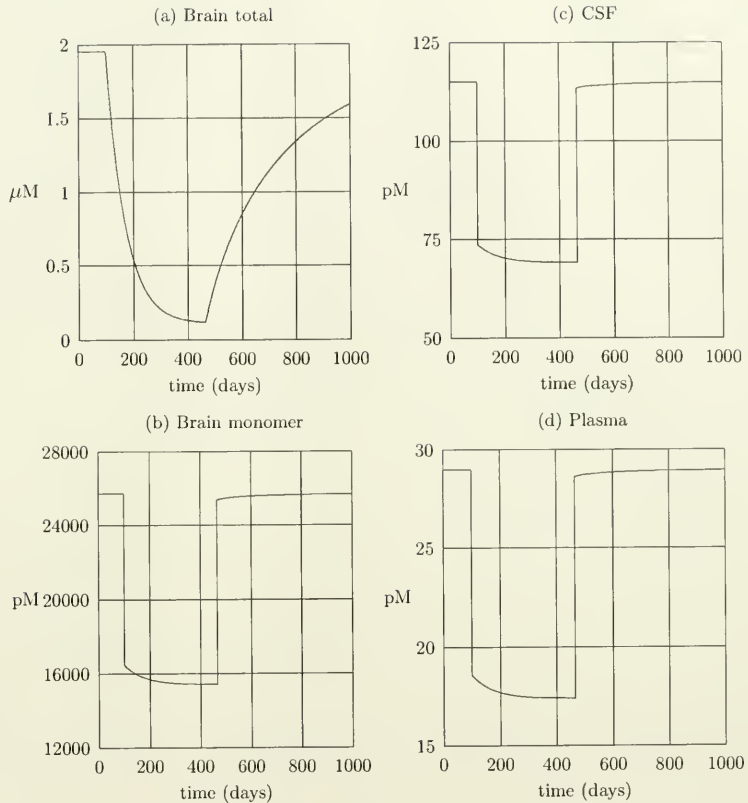 (a) Brain total
2
1.5
1
0.5
0
μM
0 200 400 600 800 1000
time (days)
(c) CSF
125
100
75
50
pM
0 200 400 600 800 1000
time (days)
(b) Brain monomer
28000
24000
20000
16000
12000
pM
0 200 400 600 800 1000
time (days)
(d) Plasma
30
25
20
15
pM
0 200 400 600 800 1000
time (days)